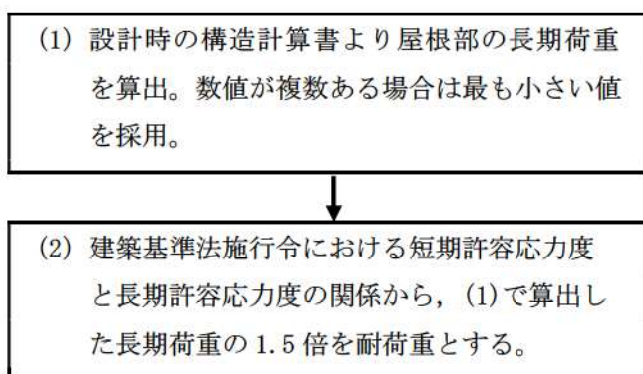 (1) 設計時の構造計算書より屋根部の長期荷重
を算出。数値が複数ある場合は最も小さい値
を採用。
(2) 建築基準法施行令における短期許容応力度
と長期許容応力度の関係から，(1)で算出し
た長期荷重の 1.5 倍を耐荷重とする。